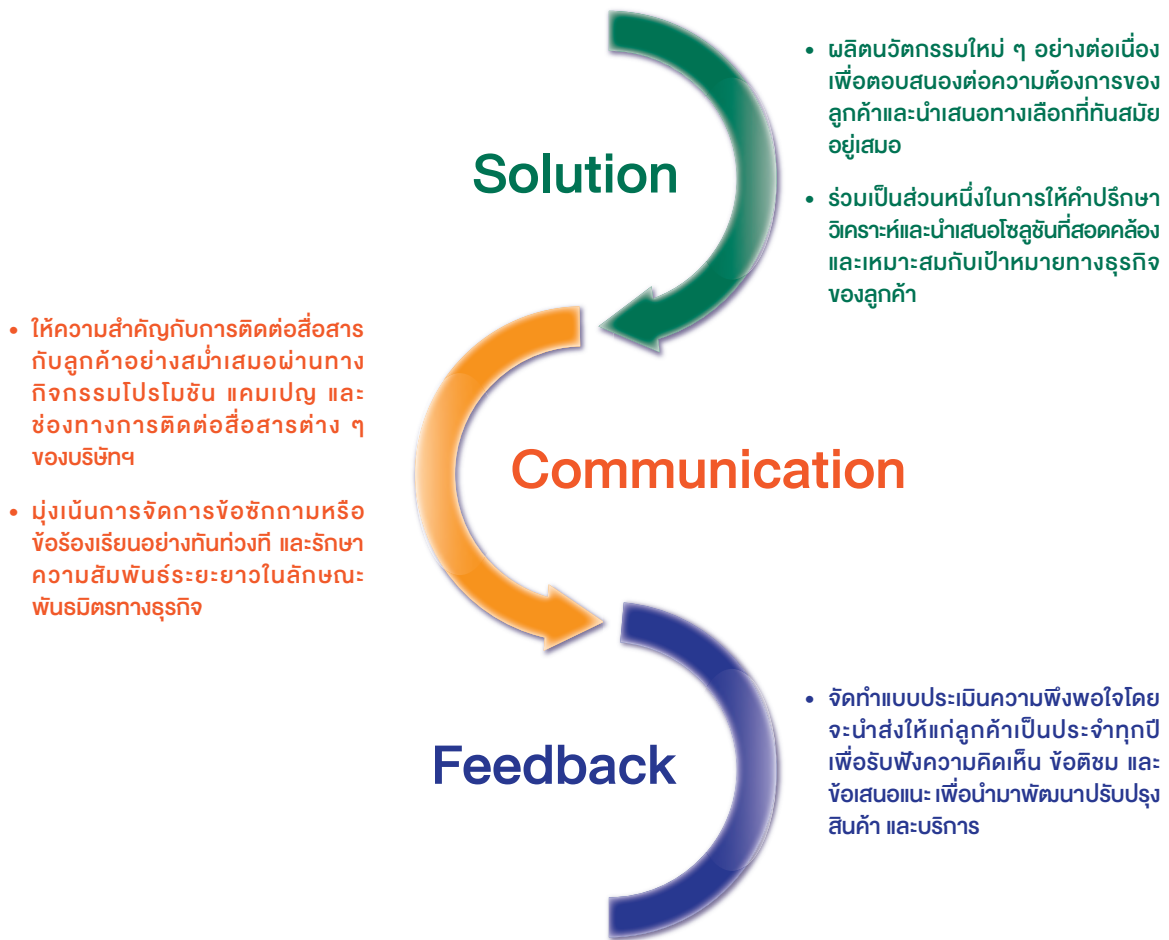 Solution
• ผลิตนวัตกรรมใหม่ ๆ อย่างต่อเนื่อง
เพื่อตอบสนองต่อความต้องการของ
ลูกค้าและนำเสนอทางเลือกที่ทันสมัย
อยู่เสมอ
• ร่วมเป็นส่วนหนึ่งในการให้คำปรึกษา
วิเคราะห์และนำเสนอโซลูชันที่สอดคล้อง
และเหมาะสมกับเป้าหมายทางธุรกิจ
ของลูกค้า
Communication
• ให้ความสำคัญกับการติดต่อสื่อสาร
กับลูกค้าอย่างสม่ำเสมอผ่านทาง
กิจกรรมโปรโมชัน แคมเปญ และ
ช่องทางการติดต่อสื่อสารต่าง ๆ
ของบริษัทฯ
• มุ่งเน้นการจัดการข้อซักถามหรือ
ข้อร้องเรียนอย่างทันท่วงที และรักษา
ความสัมพันธ์ระยะยาวในลักษณะ
พันธมิตรทางธุรกิจ
Feedback
• จัดทำแบบประเมินความพึงพอใจโดย
จะนำส่งให้แก่ลูกค้าเป็นประจำทุกปี
เพื่อรับฟังความคิดเห็น ข้อติชม และ
ข้อเสนอแนะ เพื่อนำมาพัฒนาปรับปรุง
สินค้า และบริการ